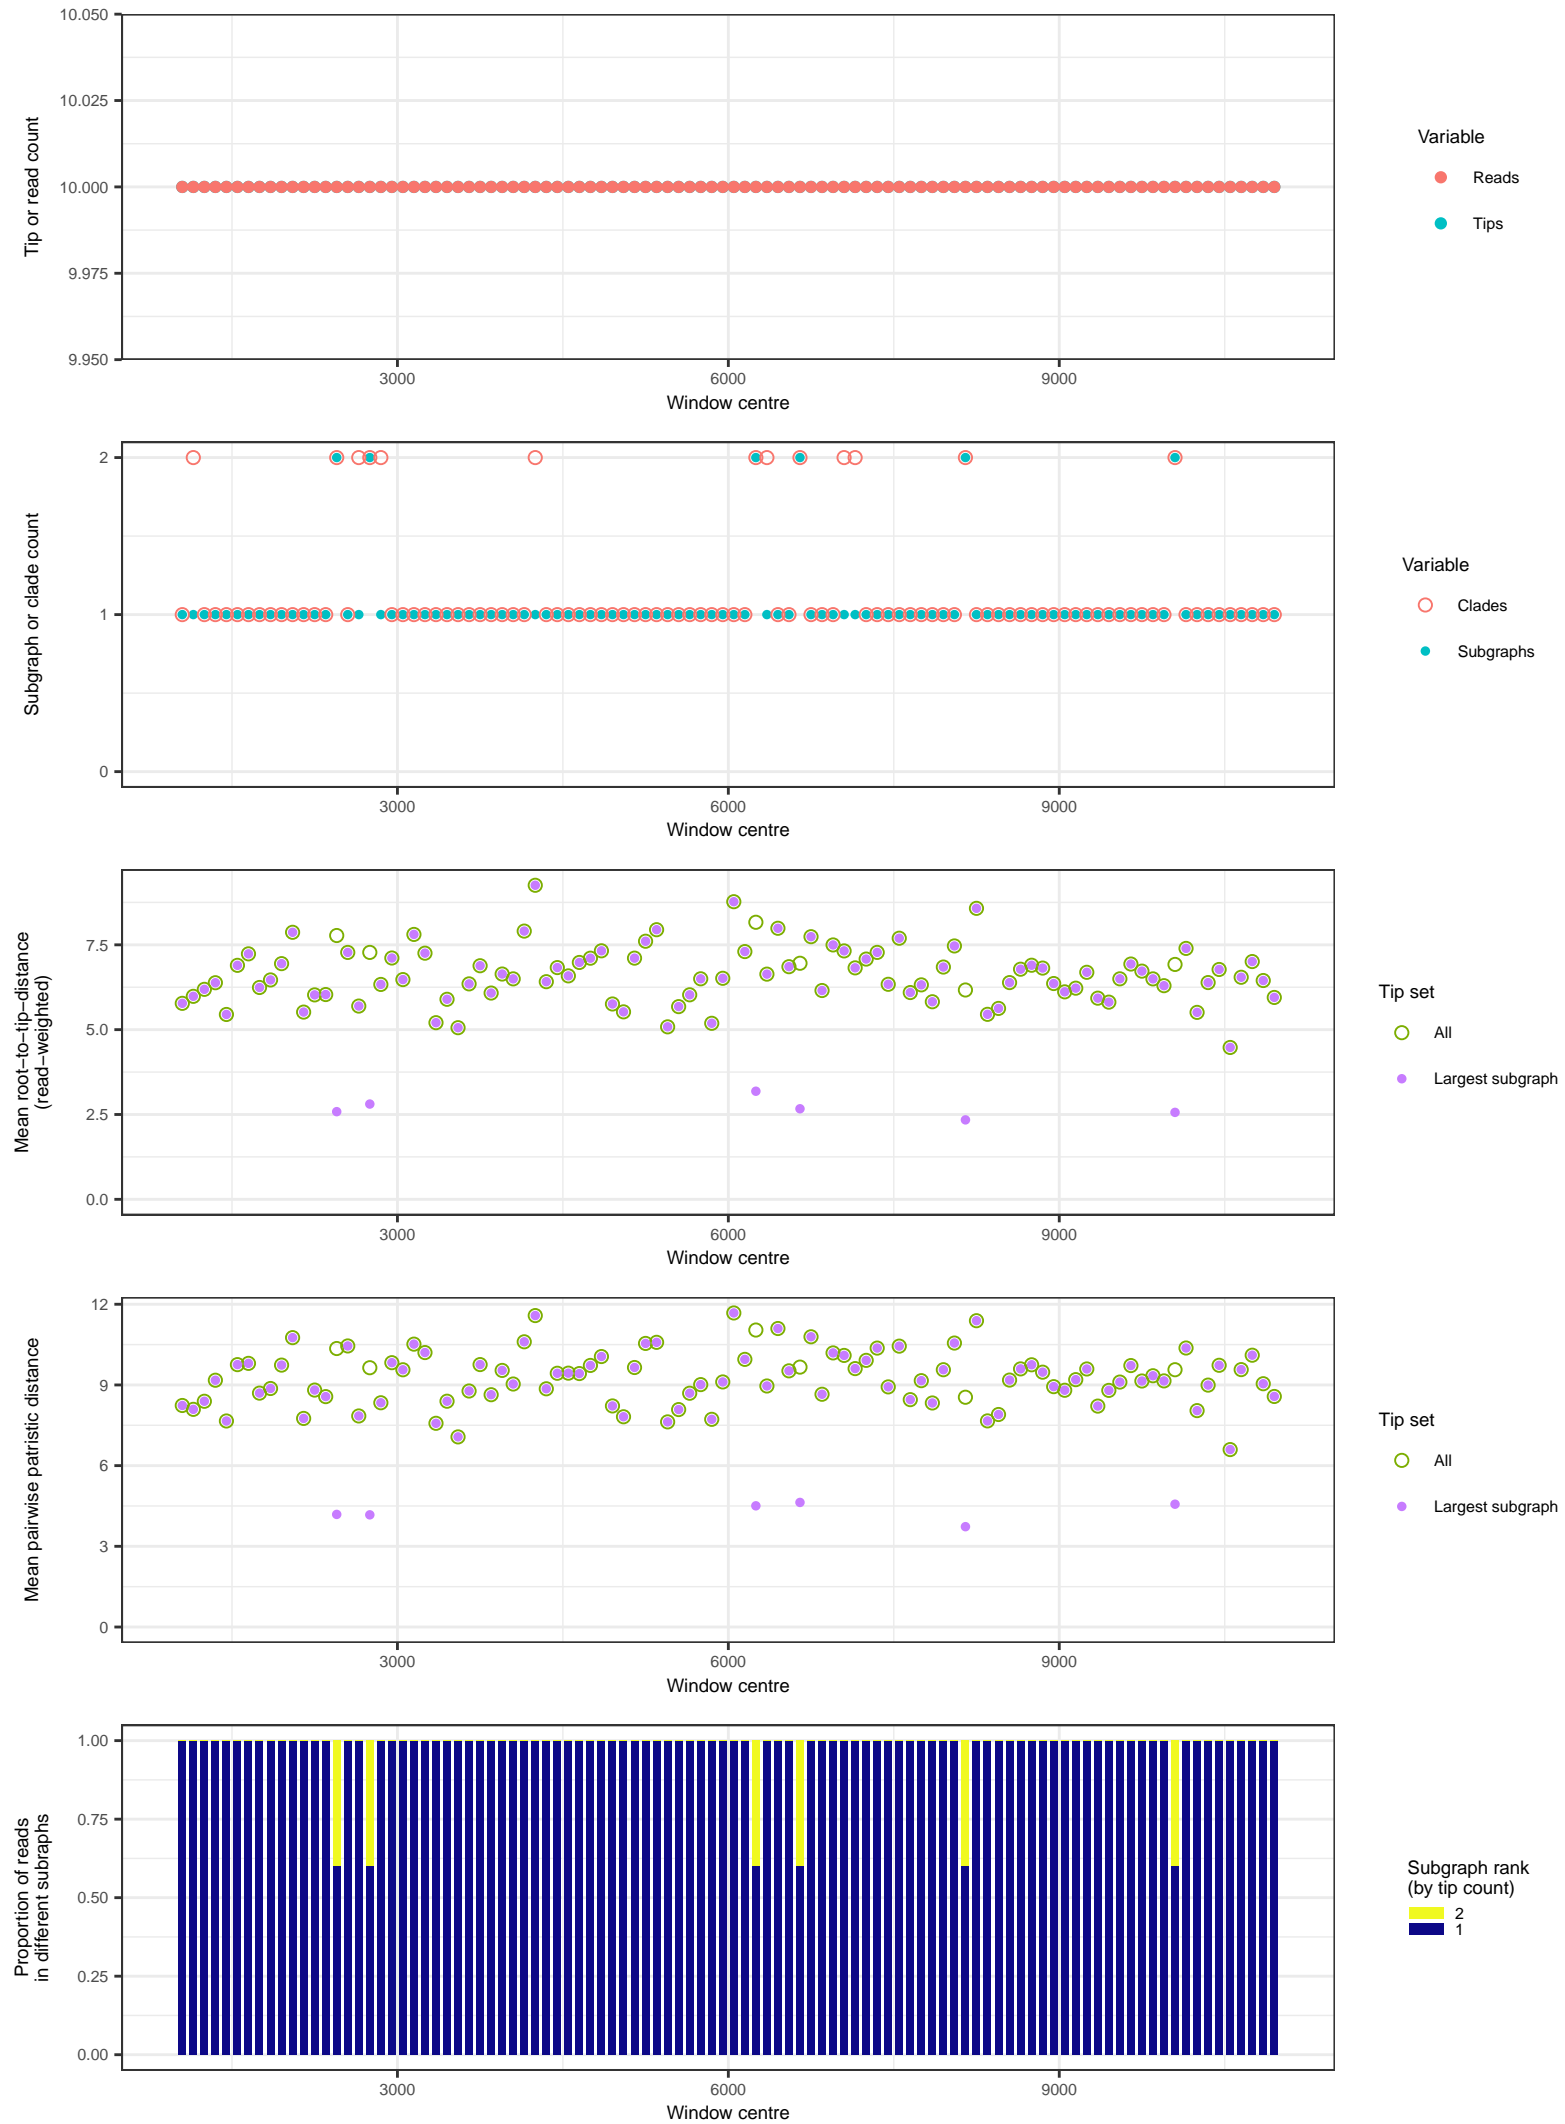 10.050
10.025
10.000
9.975
9.950
Tip or read count
3000
6000
9000
Window centre
Variable
Reads
Tips
2
1
0
Subgraph or clade count
3000
6000
9000
Window centre
Variable
Clades
Subgraphs
7.5
5.0
2.5
0.0
Mean root−to−tip−distance
(read−weighted)
3000
6000
9000
Window centre
Tip set
All
Largest subgraph
12
9
6
3
0
Mean pairwise patristic distance
3000
6000
9000
Window centre
Tip set
All
Largest subgraph
1.00
0.75
0.50
0.25
0.00
Proportion of reads
in different subraphs
3000
6000
9000
Window centre
Subgraph rank
(by tip count)
2
1